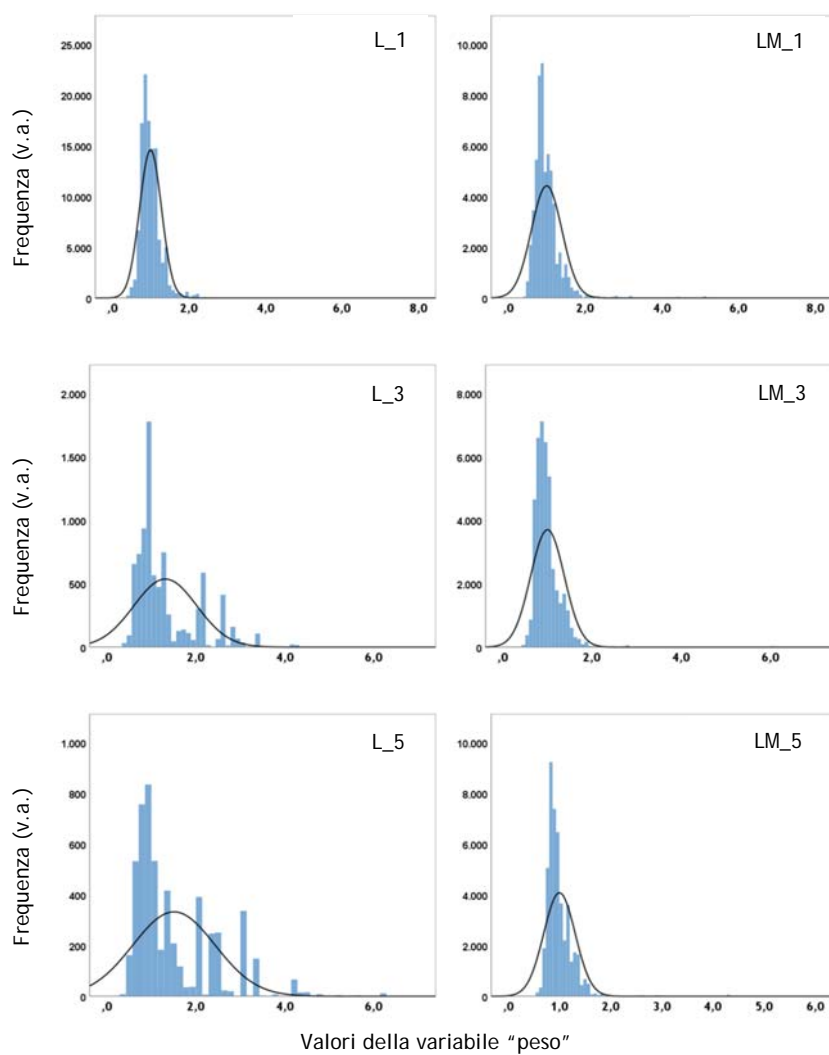 L_1
Frequenza (v.a.)
25.000
20.000
15.000
10.000
5.000
0
,0 2,0 4,0 6,0 8,0
LM_1
10.000
8.000
6.000
4.000
2.000
0
,0 2,0 4,0 6,0 8,0
L_3
Frequenza (v.a.)
2.000
1.500
1.000
500
0
,0 2,0 4,0 6,0
LM_3
8.000
6.000
4.000
2.000
0
,0 2,0 4,0 6,0
L_5
Frequenza (v.a.)
1.000
800
600
400
200
0
,0 2,0 4,0 6,0
LM_5
10.000
8.000
6.000
4.000
2.000
0
,0 1,0 2,0 3,0 4,0 5,0 6,0
Valori della variabile “peso”